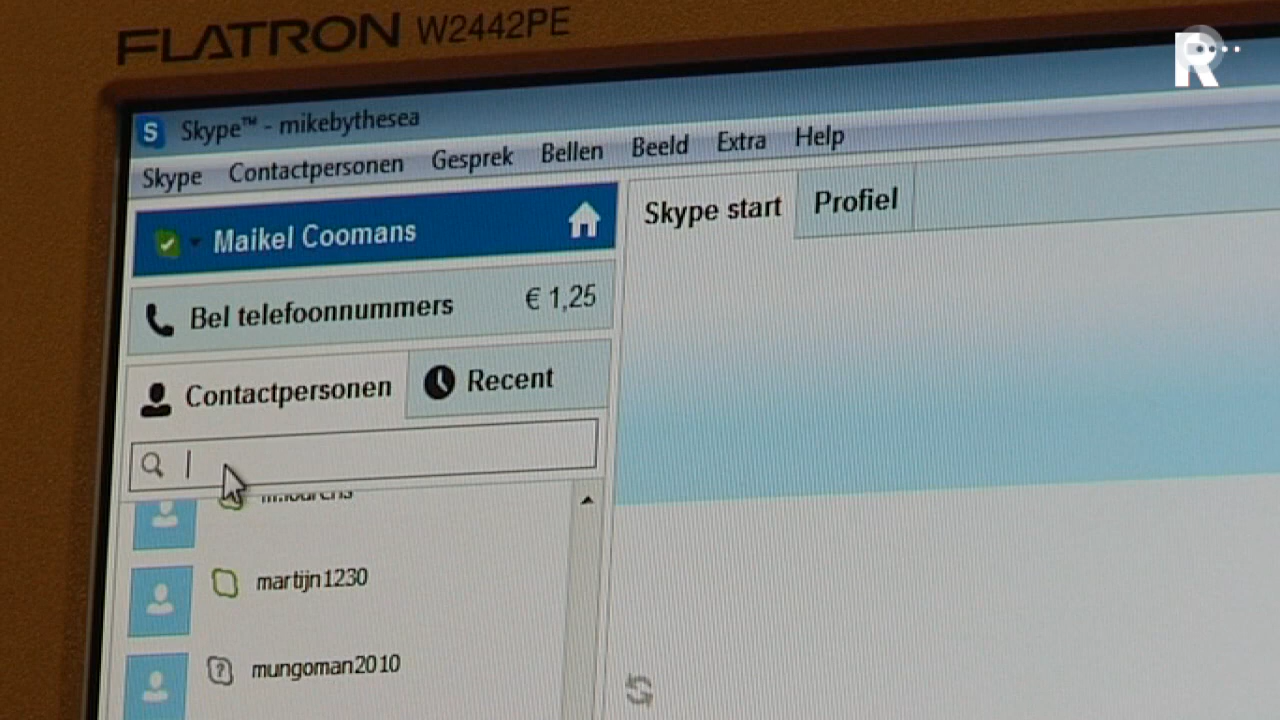 FLATRON W2442PE
R
S Skype™ - mikebythesea
Skype Contactpersonen Gesprek Bellen Beeld Extra Help
Maikel Coomans
Skype start Profiel
Bel telefoonnummers € 1,25
Contactpersonen Recent
martijn1230
? mungoman2010